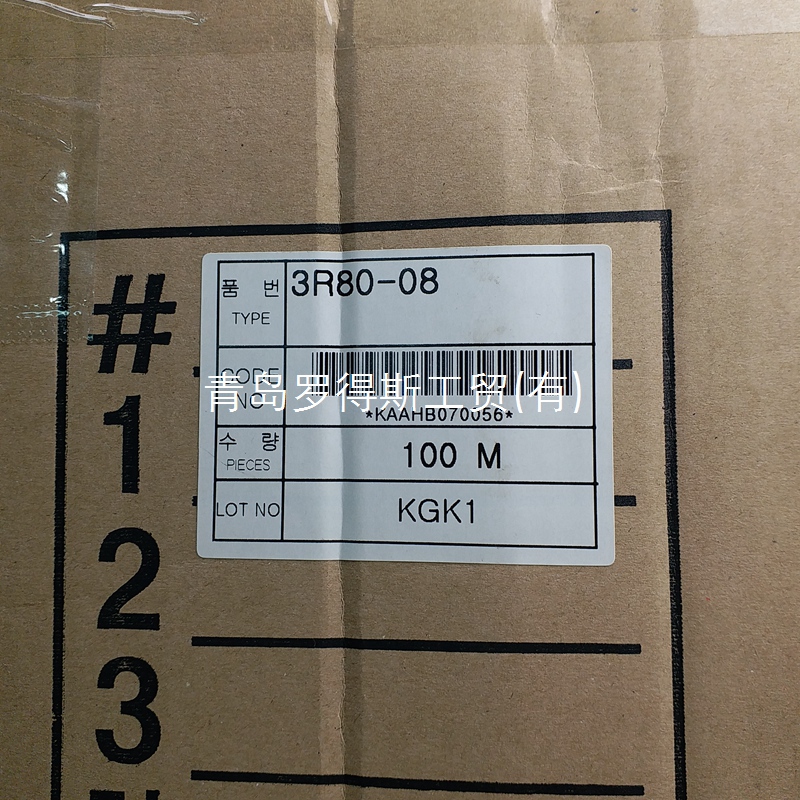 #
1
2
3
품 번
TYPE
3R80-08
CODE
NO
*KAAHB070056*
青岛罗得斯工贸(有)
수 량
PIECES
100 M
LOT NO
KGK1